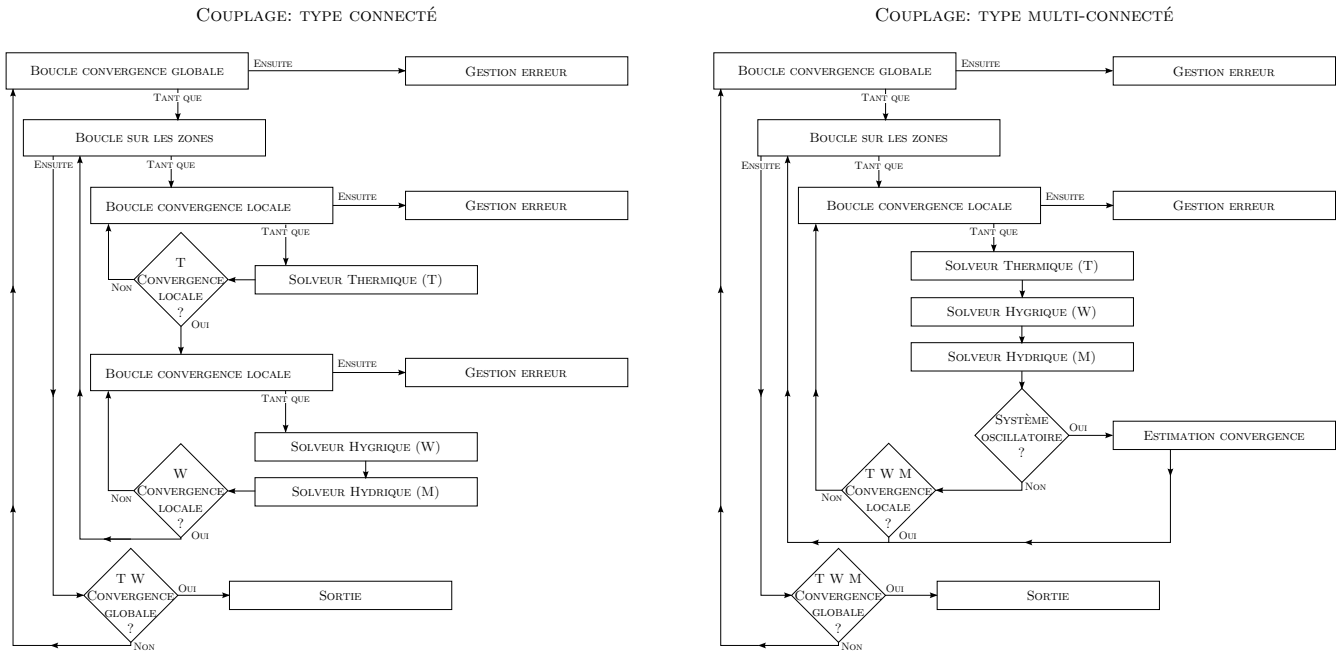 Couplage: type connecté
Boucle convergence globale
Ensuite
Gestion erreur
Tant que
Boucle sur les zones
Ensuite
Tant que
Boucle convergence locale
Ensuite
Gestion erreur
Tant que
T
Convergence
locale
?
Non
Oui
Solveur Thermique (T)
Boucle convergence locale
Ensuite
Gestion erreur
Tant que
Solveur Hygrique (W)
W
Convergence
locale
?
Non
Oui
Solveur Hydrique (M)
T W
Convergence
globale
?
Oui
Non
Sortie
Couplage: type multi-connecté
Boucle convergence globale
Ensuite
Gestion erreur
Tant que
Boucle sur les zones
Ensuite
Tant que
Boucle convergence locale
Ensuite
Gestion erreur
Tant que
Solveur Thermique (T)
Solveur Hygrique (W)
Solveur Hydrique (M)
Système
oscillatoire
?
Oui
Non
Estimation convergence
T W M
Convergence
locale
?
Non
Oui
T W M
Convergence
globale
?
Oui
Non
Sortie